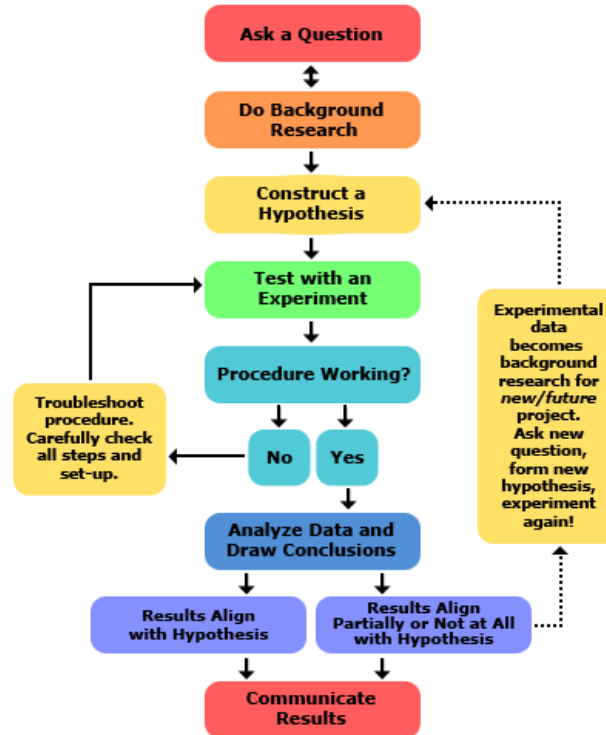 Ask a Question
Do Background
Research
Construct a
Hypothesis
Test with an
Experiment
Procedure Working?
No
Yes
Troubleshoot
procedure.
Carefully check
all steps and
set-up.
Experimental
data
becomes
background
research for
new/future
project.
Ask new
question,
form new
hypothesis,
experiment
again!
Analyze Data and
Draw Conclusions
Results Align
with Hypothesis
Results Align
Partially or Not at All
with Hypothesis
Communicate
Results